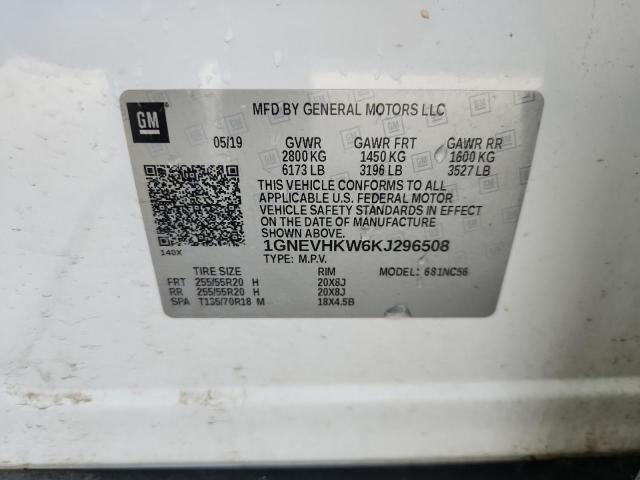 GM
MFD BY GENERAL MOTORS LLC
05/19 GVWR GAWR FRT GAWR RR
2800 KG 1450 KG 1600 KG
6173 LB 3196 LB 3527 LB
THIS VEHICLE CONFORMS TO ALL
APPLICABLE U.S. FEDERAL MOTOR
VEHICLE SAFETY STANDARDS IN EFFECT
ON THE DATE OF MANUFACTURE
SHOWN ABOVE.
140X
1GNEVHKW6KJ296508
TYPE: M.P.V.
TIRE SIZE RIM MODEL: 681NC56
FRT 255/55R20 H 20X8J
RR 255/55R20 H 20X8J
SPA T135/70R18 M 18X4.5B